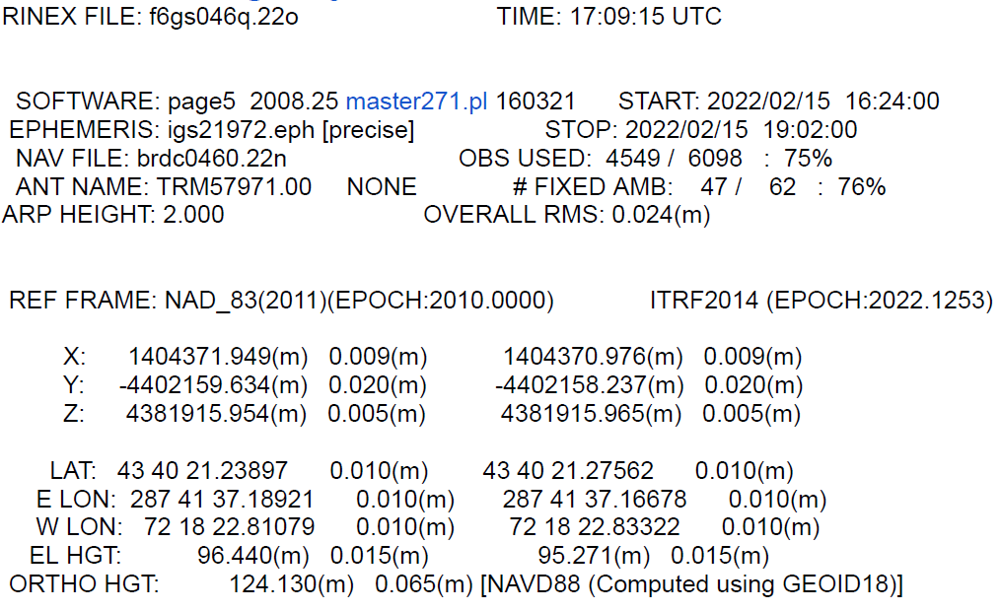 RINEX FILE: f6gs046q.22o TIME: 17:09:15 UTC
SOFTWARE: page5 2008.25 master271.pl 160321 START: 2022/02/15 16:24:00
EPHEMERIS: igs21972.eph [precise] STOP: 2022/02/15 19:02:00
NAV FILE: brdc0460.22n OBS USED: 4549 / 6098 : 75%
ANT NAME: TRM57971.00 NONE # FIXED AMB: 47 / 62 : 76%
ARP HEIGHT: 2.000 OVERALL RMS: 0.024(m)
REF FRAME: NAD_83(2011)(EPOCH:2010.0000) ITRF2014 (EPOCH:2022.1253)
X: 1404371.949(m) 0.009(m) 1404370.976(m) 0.009(m)
Y: -4402159.634(m) 0.020(m) -4402158.237(m) 0.020(m)
Z: 4381915.954(m) 0.005(m) 4381915.965(m) 0.005(m)
LAT: 43 40 21.23897 0.010(m) 43 40 21.27562 0.010(m)
E LON: 287 41 37.18921 0.010(m) 287 41 37.16678 0.010(m)
W LON: 72 18 22.81079 0.010(m) 72 18 22.83322 0.010(m)
EL HGT: 96.440(m) 0.015(m) 95.271(m) 0.015(m)
ORTHO HGT: 124.130(m) 0.065(m) [NAVD88 (Computed using GEOID18)]